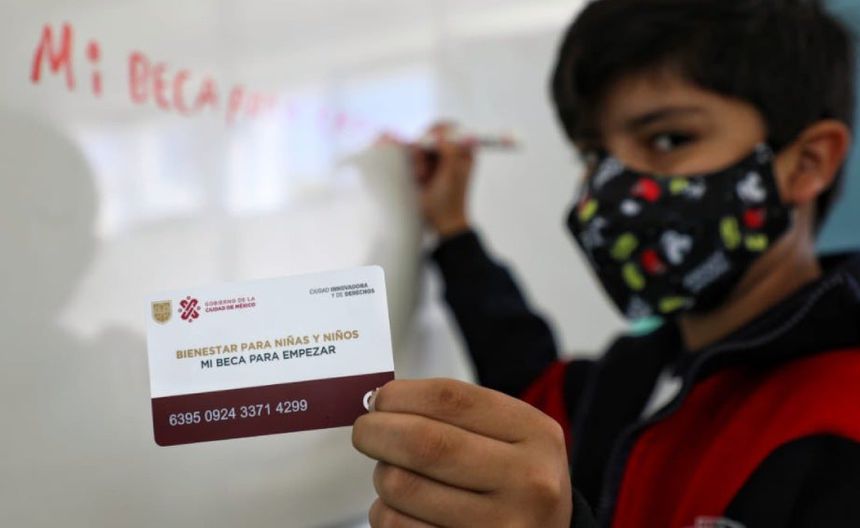 Mi BECA para
GOBIERNO DE LA
CIUDAD DE MÉXICO
CIUDAD INNOVADORA
Y DE DERECHOS
BIENESTAR PARA NIÑAS Y NIÑOS
MI BECA PARA EMPEZAR
6395 0924 3371 4299